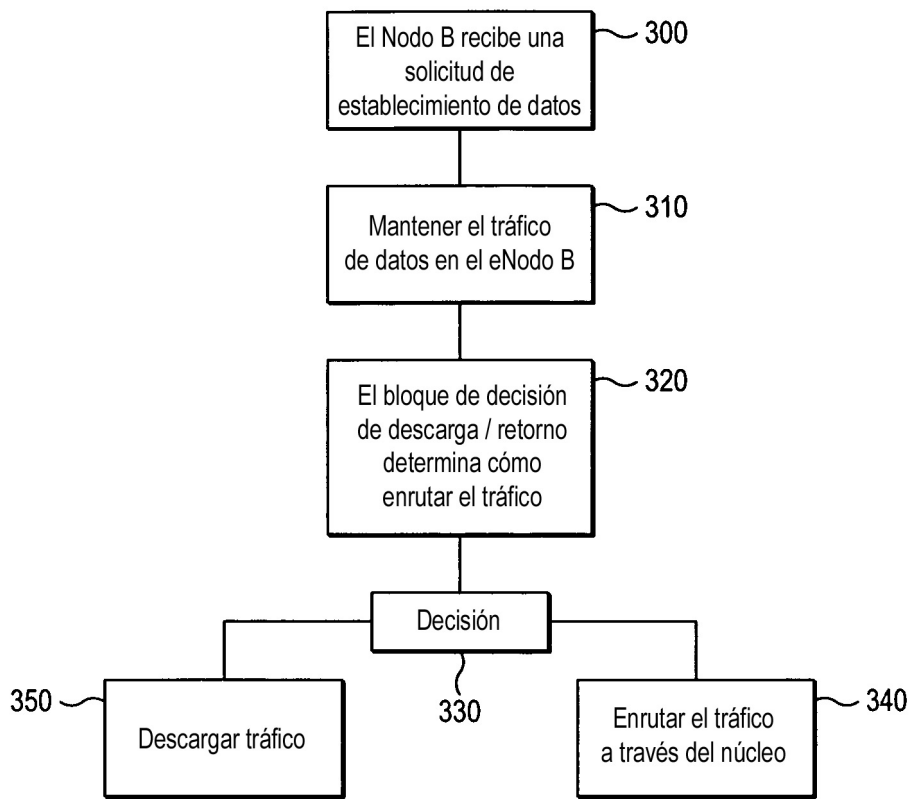 El Nodo B recibe una
solicitud de
establecimiento de datos
300
Mantener el tráfico
de datos en el eNodo B
310
El bloque de decisión
de descarga / retorno
determina cómo
enrutar el tráfico
320
Decisión
330
350
Descargar tráfico
Enrutar el tráfico
a través del núcleo
340